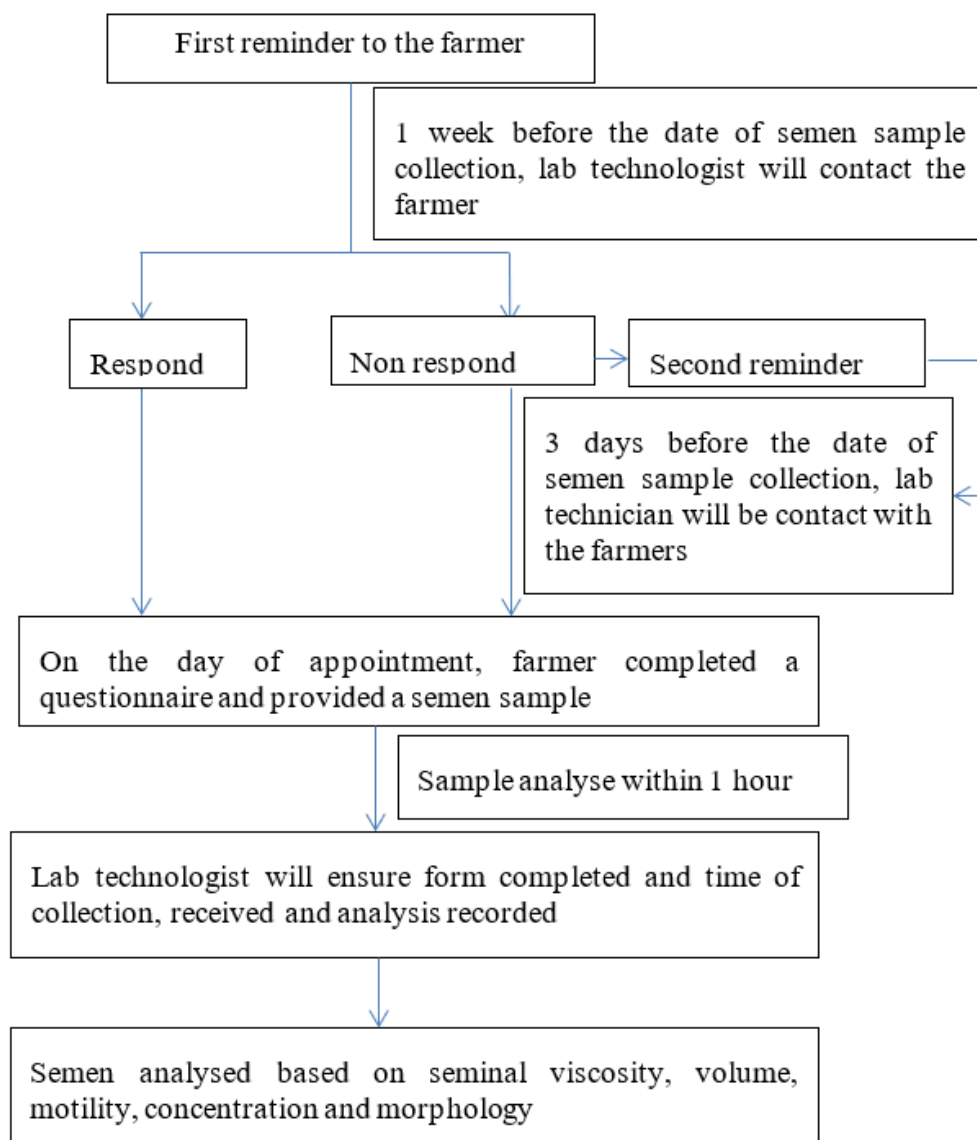 First reminder to the farmer
1 week before the date of semen sample
collection, lab technologist will contact the
farmer
Respond
Non respond
Second reminder
3 days before the date of
semen sample collection, lab
technician will be contact with
the farmers
On the day of appointment, farmer completed a
questionnaire and provided a semen sample
Sample analyse within 1 hour
Lab technologist will ensure form completed and time of
collection, received and analysis recorded
Semen analysed based on seminal viscosity, volume,
motility, concentration and morphology